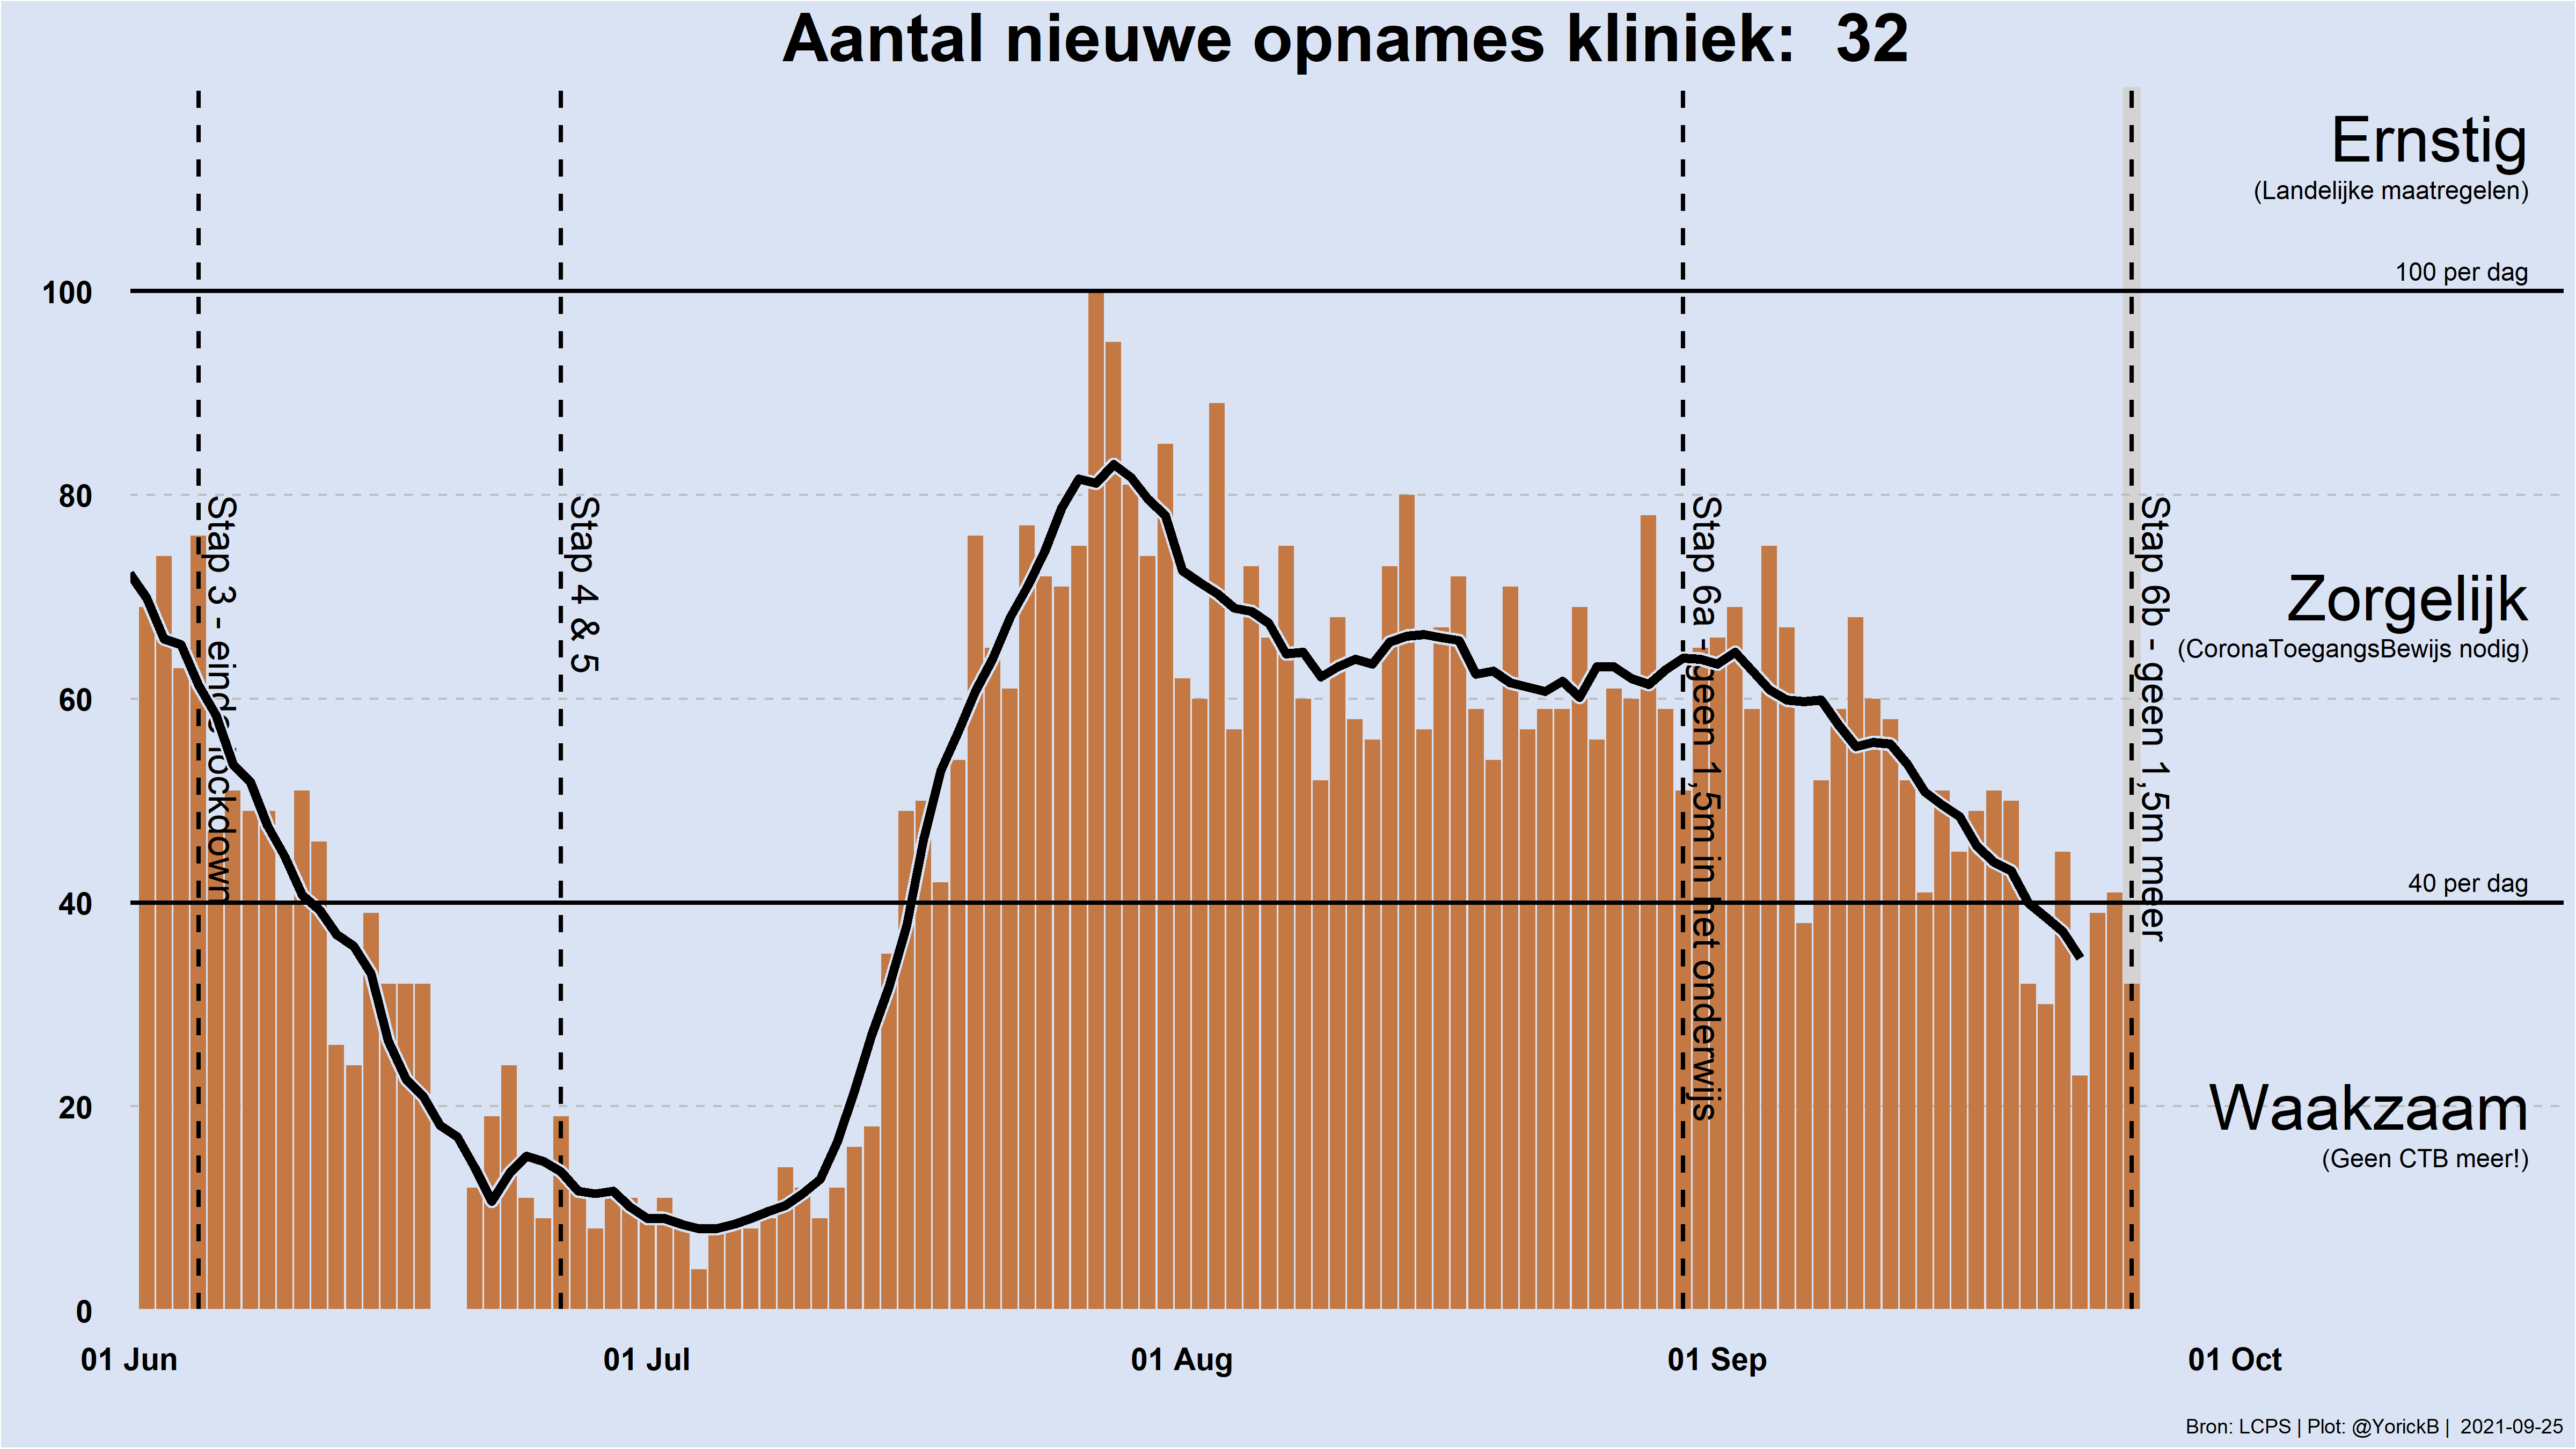 Aantal nieuwe opnames kliniek:  32
Ernstig
(Landelijke maatregelen)
100 per dag
100
80
60
40
20
0
Stap 3 - einde lockdown
Stap 4 & 5
Stap 6a - geen 1,5m in het onderwijs
Stap 6b - geen 1,5m meer
Zorgelijk
(CoronaToegangsBewijs nodig)
40 per dag
Waakzaam
(Geen CTB meer!)
01 Jun
01 Jul
01 Aug
01 Sep
01 Oct
Bron: LCPS | Plot: @YorickB |  2021-09-25